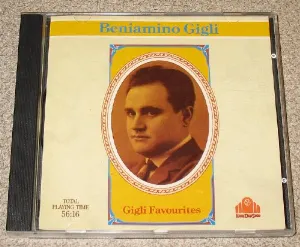 Beniamino Gigli
TOTAL
PLAYING TIME
56:16
Gigli Favourites